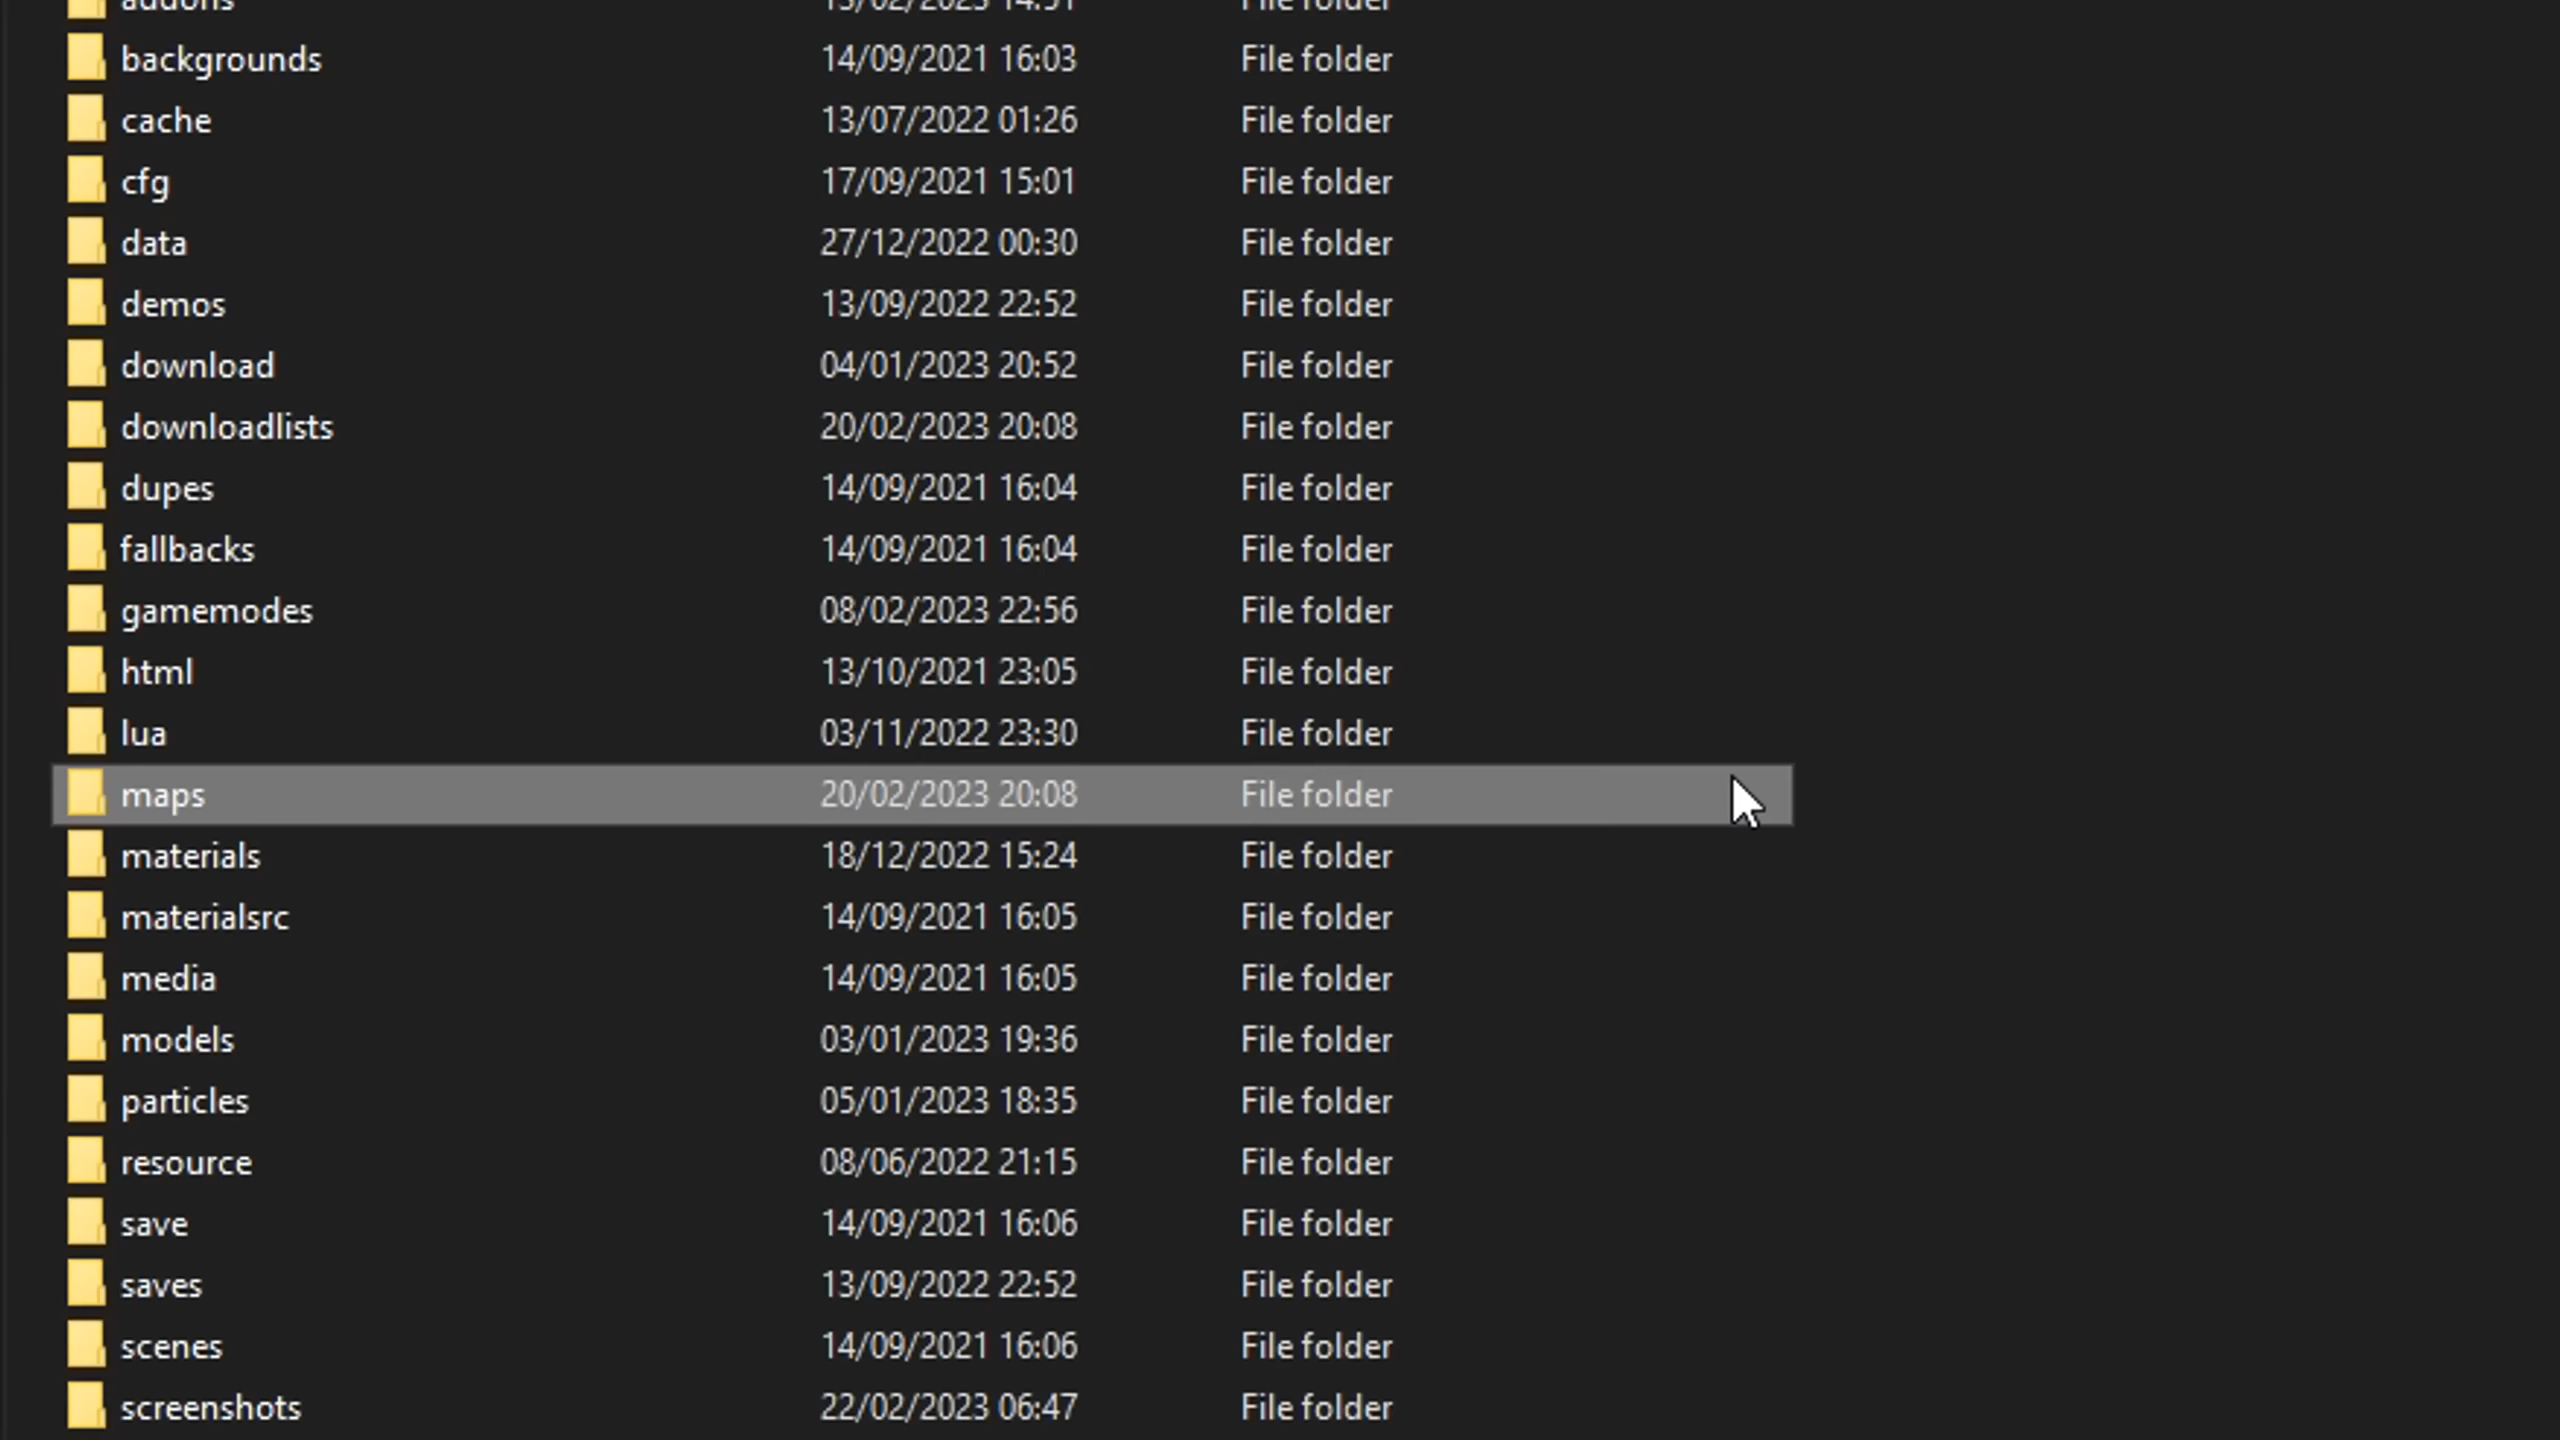 addons 15/02/2023 14:51 File folder
backgrounds 14/09/2021 16:03 File folder
cache 13/07/2022 01:26 File folder
cfg 17/09/2021 15:01 File folder
data 27/12/2022 00:30 File folder
demos 13/09/2022 22:52 File folder
download 04/01/2023 20:52 File folder
downloadlists 20/02/2023 20:08 File folder
dupes 14/09/2021 16:04 File folder
fallbacks 14/09/2021 16:04 File folder
gamemodes 08/02/2023 22:56 File folder
html 13/10/2021 23:05 File folder
lua 03/11/2022 23:30 File folder
maps 20/02/2023 20:08 File folder
materials 18/12/2022 15:24 File folder
materialsrc 14/09/2021 16:05 File folder
media 14/09/2021 16:05 File folder
models 03/01/2023 19:36 File folder
particles 05/01/2023 18:35 File folder
resource 08/06/2022 21:15 File folder
save 14/09/2021 16:06 File folder
saves 13/09/2022 22:52 File folder
scenes 14/09/2021 16:06 File folder
screenshots 22/02/2023 06:47 File folder